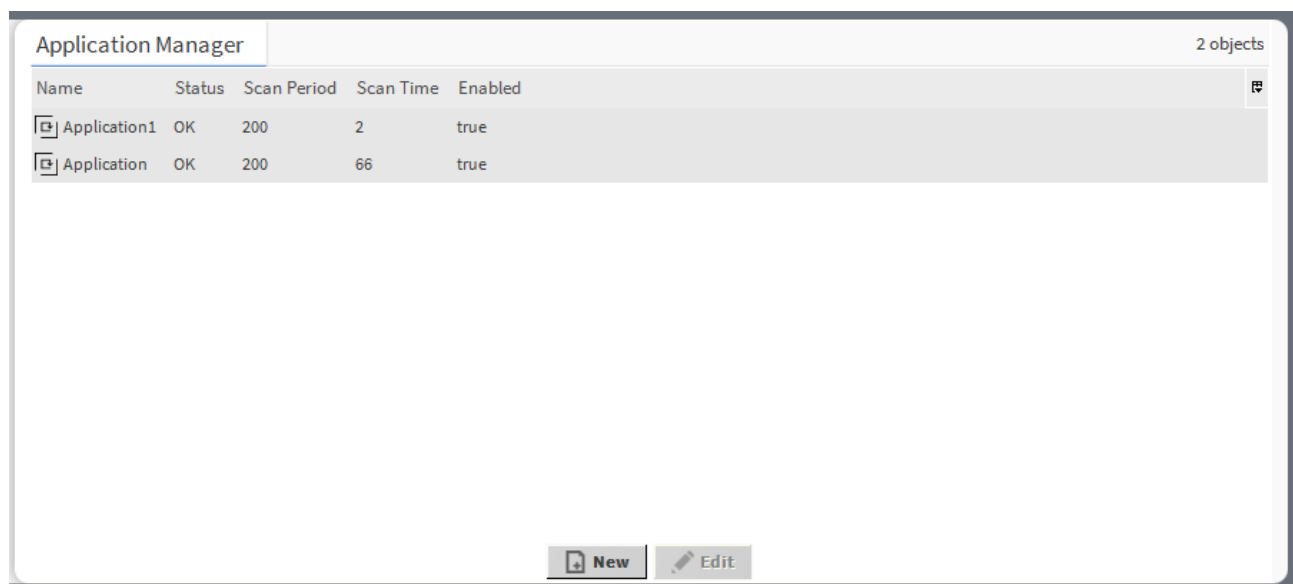 Application Manager 2 objects
Name Status Scan Period Scan Time Enabled
Application1 OK 200 2 true
Application OK 200 66 true
New Edit